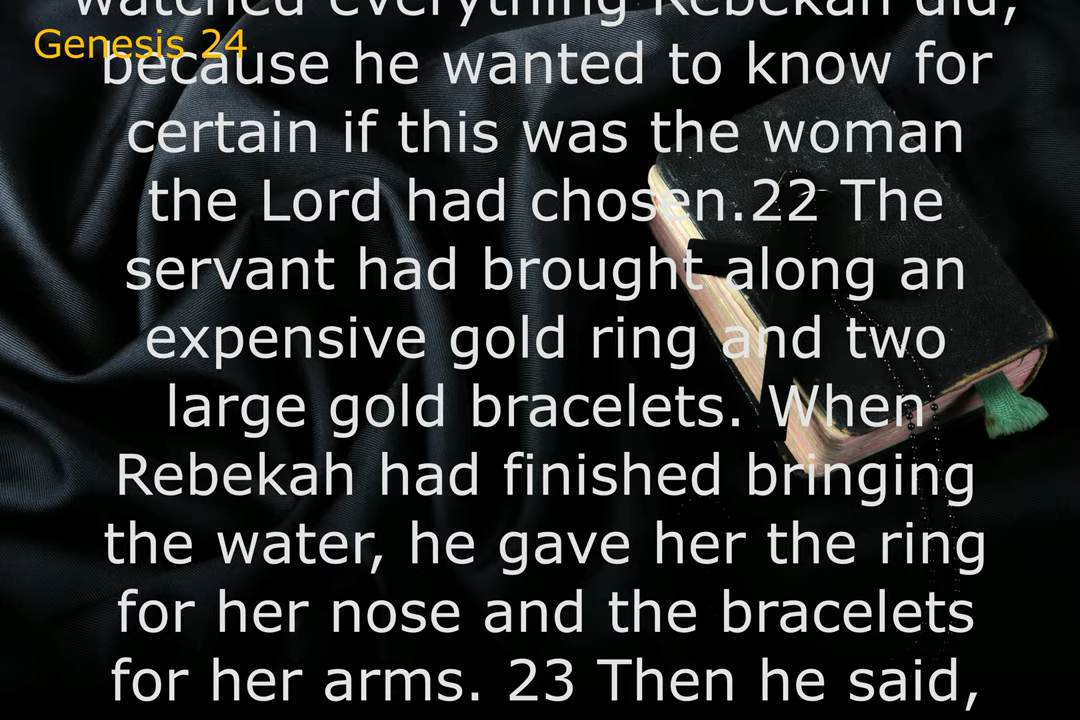 watched everything Rebekah did,
Genesis 24
because he wanted to know for
certain if this was the woman
the Lord had chosen.22 The
servant had brought along an
expensive gold ring and two
large gold bracelets. When
Rebekah had finished bringing
the water, he gave her the ring
for her nose and the bracelets
for her arms. 23 Then he said,